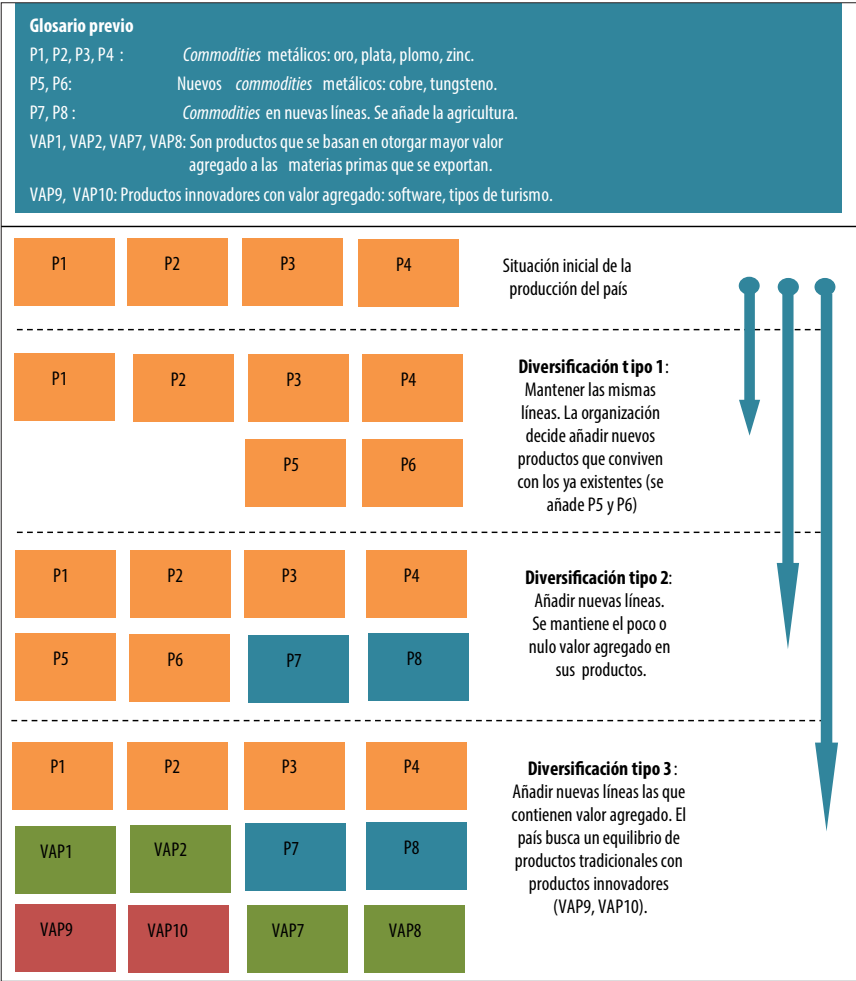 Glosario previo
P1, P2, P3, P4 : Commodities metálicos: oro, plata, plomo, zinc.
P5, P6: Nuevos commodities metálicos: cobre, tungsteno.
P7, P8 : Commodities en nuevas líneas. Se añade la agricultura.
VAP1, VAP2, VAP7, VAP8: Son productos que se basan en otorgar mayor valor
agregado a las materias primas que se exportan.
VAP9, VAP10: Productos innovadores con valor agregado: software, tipos de turismo.
P1 P2 P3 P4
Situación inicial de la
producción del país
P1 P2 P3 P4
P5 P6
Diversificación tipo 1:
Mantener las mismas
líneas. La organización
decide añadir nuevos
productos que conviven
con los ya existentes (se
añade P5 y P6)
P1 P2 P3 P4
P5 P6 P7 P8
Diversificación tipo 2:
Añadir nuevas líneas.
Se mantiene el poco o
nulo valor agregado en
sus productos.
P1 P2 P3 P4
VAP1 VAP2 P7 P8
VAP9 VAP10 VAP7 VAP8
Diversificación tipo 3:
Añadir nuevas líneas las que
contienen valor agregado. El
país busca un equilibrio de
productos tradicionales con
productos innovadores
(VAP9, VAP10).